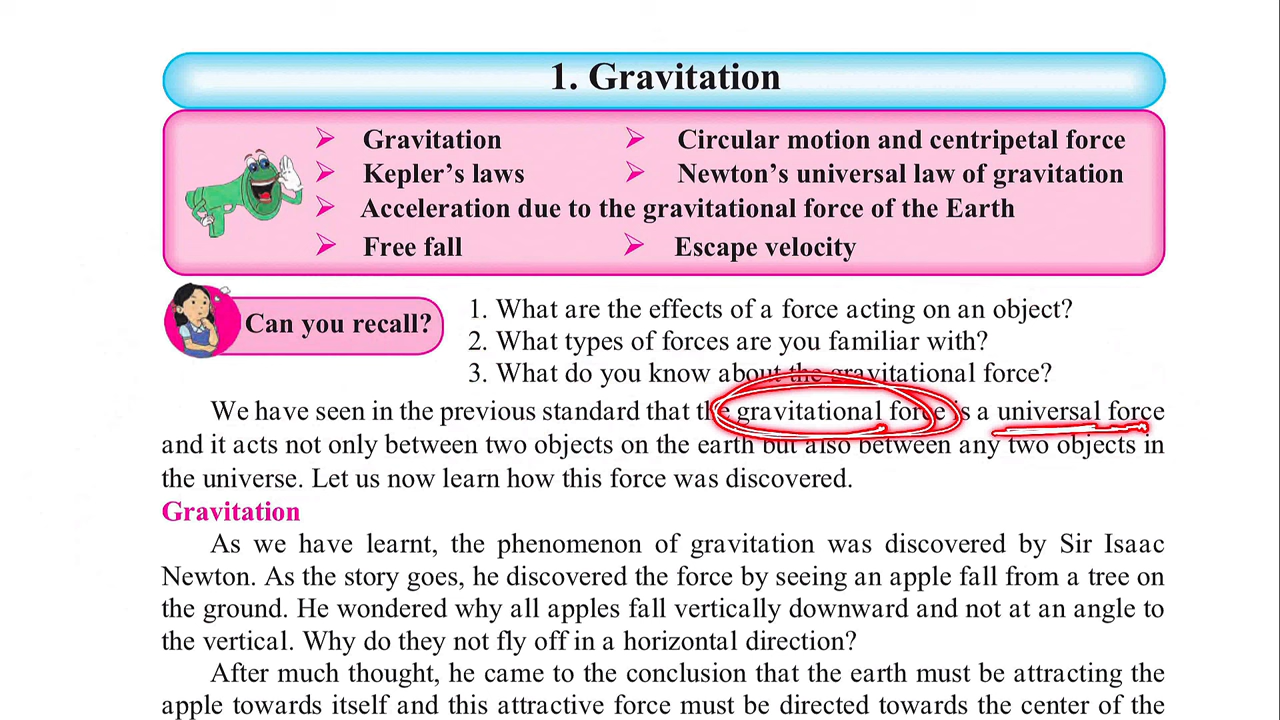 1. Gravitation
➢ Gravitation ➢ Circular motion and centripetal force
➢ Kepler’s laws ➢ Newton’s universal law of gravitation
➢ Acceleration due to the gravitational force of the Earth
➢ Free fall ➢ Escape velocity
Can you recall?
1. What are the effects of a force acting on an object?
2. What types of forces are you familiar with?
3. What do you know about the gravitational force?
We have seen in the previous standard that the gravitational force is a universal force
and it acts not only between two objects on the earth but also between any two objects in
the universe. Let us now learn how this force was discovered.
Gravitation
As we have learnt, the phenomenon of gravitation was discovered by Sir Isaac
Newton. As the story goes, he discovered the force by seeing an apple fall from a tree on
the ground. He wondered why all apples fall vertically downward and not at an angle to
the vertical. Why do they not fly off in a horizontal direction?
After much thought, he came to the conclusion that the earth must be attracting the
apple towards itself and this attractive force must be directed towards the center of the